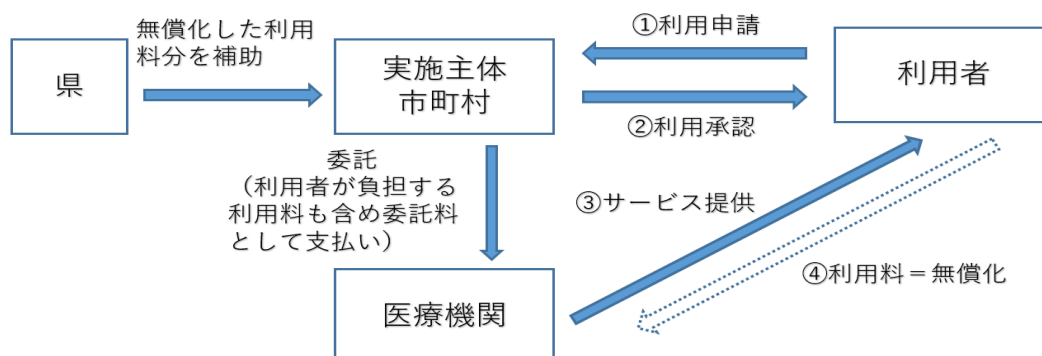 無償化した利用
料分を補助
県
実施主体
市町村
①利用申請
②利用承認
利用者
委託
（利用者が負担する
利用料も含め委託料
として支払い）
③サービス提供
④利用料＝無償化
医療機関